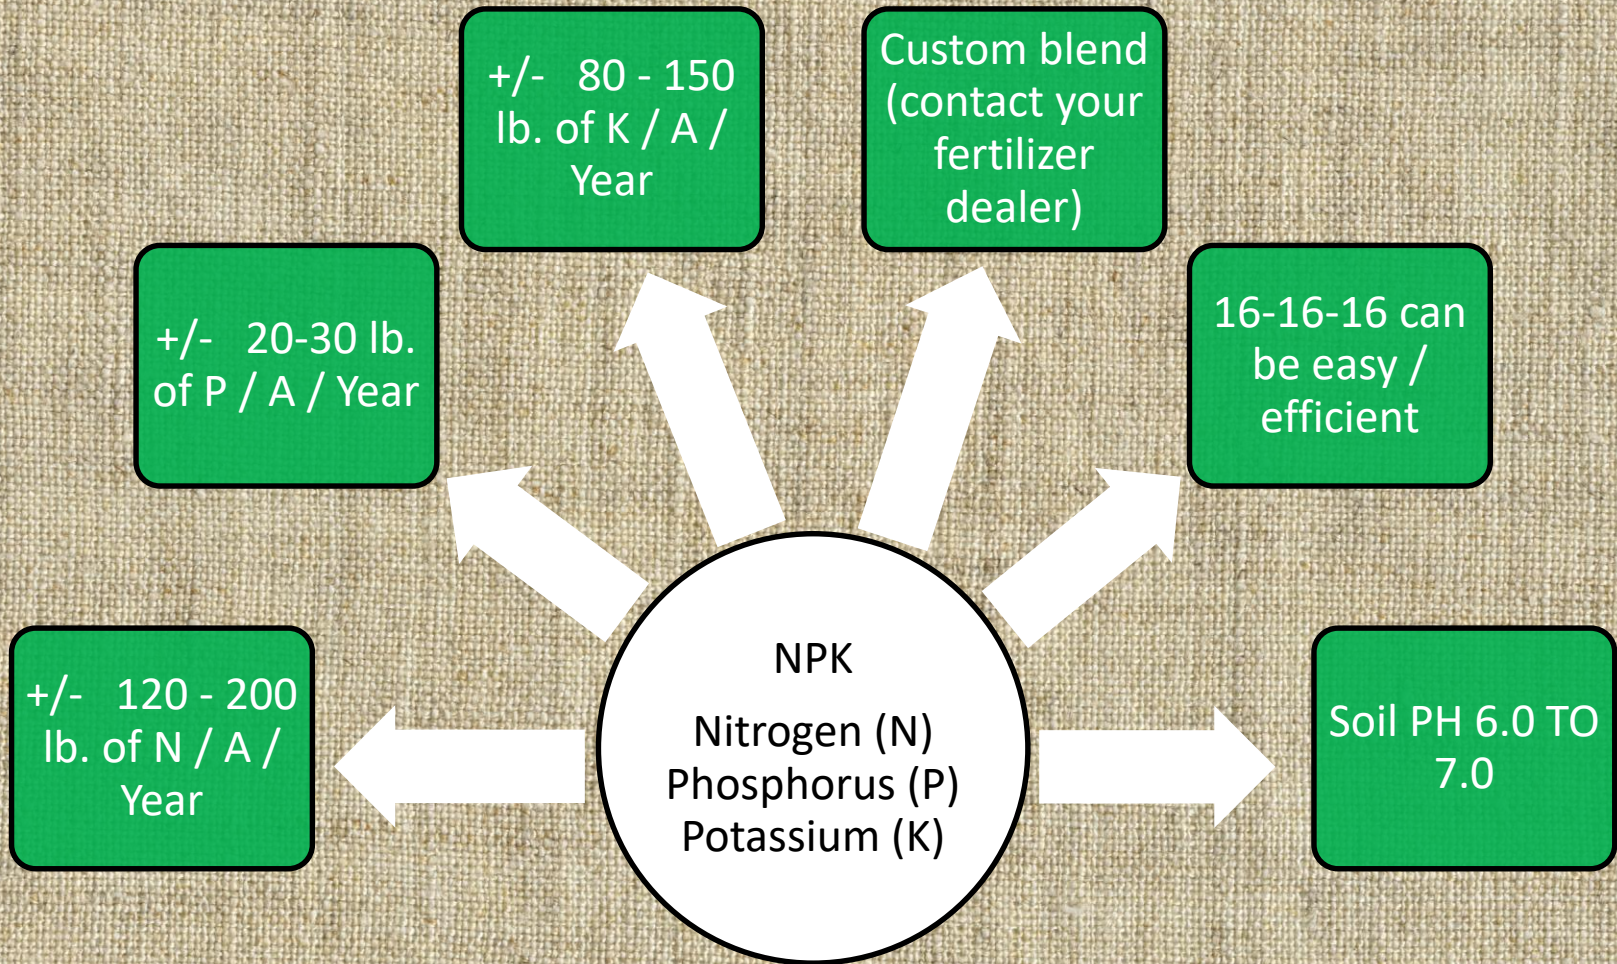 +/-   80 - 150
lb. of K / A /
Year
Custom blend
(contact your
fertilizer
dealer)
+/-   20-30 lb.
of P / A / Year
16-16-16 can
be easy /
efficient
+/-   120 - 200
lb. of N / A /
Year
NPK
Nitrogen (N)
Phosphorus (P)
Potassium (K)
Soil PH 6.0 TO
7.0